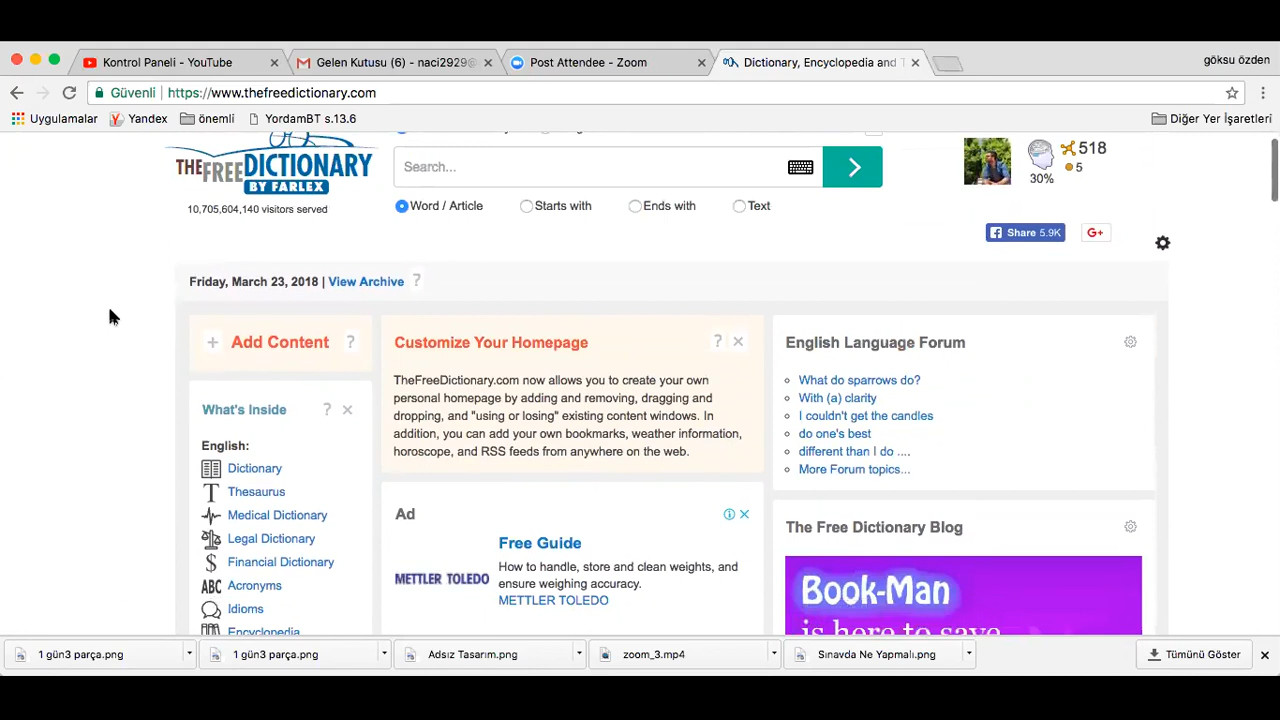 Kontrol Paneli - YouTube
Gelen Kutusu (6) - naci2929@
Post Attendee - Zoom
Dictionary, Encyclopedia and T
göksu özden
Güvenli | https://www.thefreedictionary.com
Uygulamalar
Yandex
önemli
YordamBT s.13.6
Diğer Yer İşaretleri
THE FREE DICTIONARY
BY FARLEX
10,705,604,140 visitors served
Search...
Word / Article
Starts with
Ends with
Text
518
30%
5
Share 5.9K
G+
Friday, March 23, 2018 | View Archive ?
+ Add Content ?
What's Inside ?
English:
Dictionary
Thesaurus
Medical Dictionary
Legal Dictionary
$ Financial Dictionary
ABC Acronyms
Idioms
Encyclopedia
Customize Your Homepage ?
TheFreeDictionary.com now allows you to create your own
personal homepage by adding and removing, dragging and
dropping, and "using or losing" existing content windows. In
addition, you can add your own bookmarks, weather information,
horoscope, and RSS feeds from anywhere on the web.
Ad
METTLER TOLEDO
Free Guide
How to handle, store and clean weights, and
ensure weighing accuracy.
METTLER TOLEDO
English Language Forum
What do sparrows do?
With (a) clarity
I couldn't get the candles
do one's best
different than I do ....
More Forum topics...
The Free Dictionary Blog
Book-Man
is here to save
1 gün3 parça.png
1 gün3 parça.png
Adsız Tasarım.png
zoom_3.mp4
Sınavda Ne Yapmalı.png
Tümünü Göster